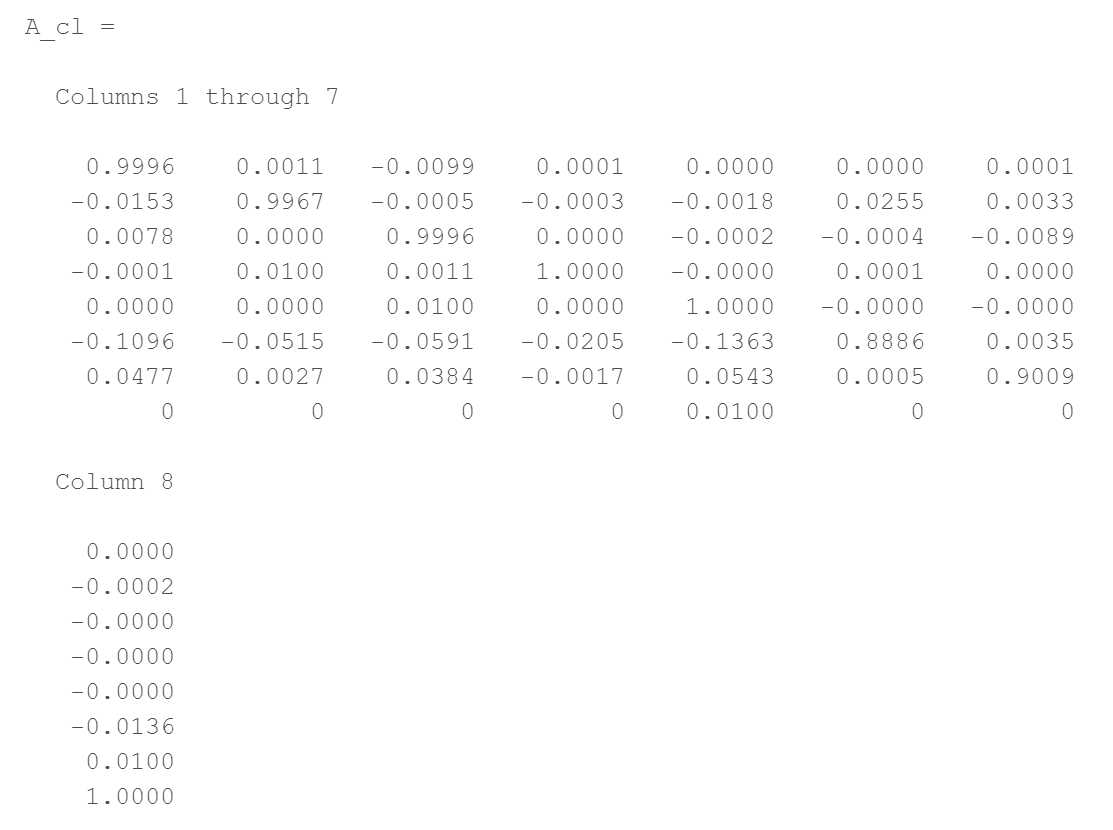 A_cl =
Columns 1 through 7
0.9996 0.0011 -0.0099 0.0001 0.0000 0.0000 0.0001
-0.0153 0.9967 -0.0005 -0.0003 -0.0018 0.0255 0.0033
0.0078 0.0000 0.9996 0.0000 -0.0002 -0.0004 -0.0089
-0.0001 0.0100 0.0011 1.0000 -0.0000 0.0001 0.0000
0.0000 0.0000 0.0100 0.0000 1.0000 -0.0000 -0.0000
-0.1096 -0.0515 -0.0591 -0.0205 -0.1363 0.8886 0.0035
0.0477 0.0027 0.0384 -0.0017 0.0543 0.0005 0.9009
0 0 0 0 0.0100 0 0
Column 8
0.0000
-0.0002
-0.0000
-0.0000
-0.0000
-0.0136
0.0100
1.0000